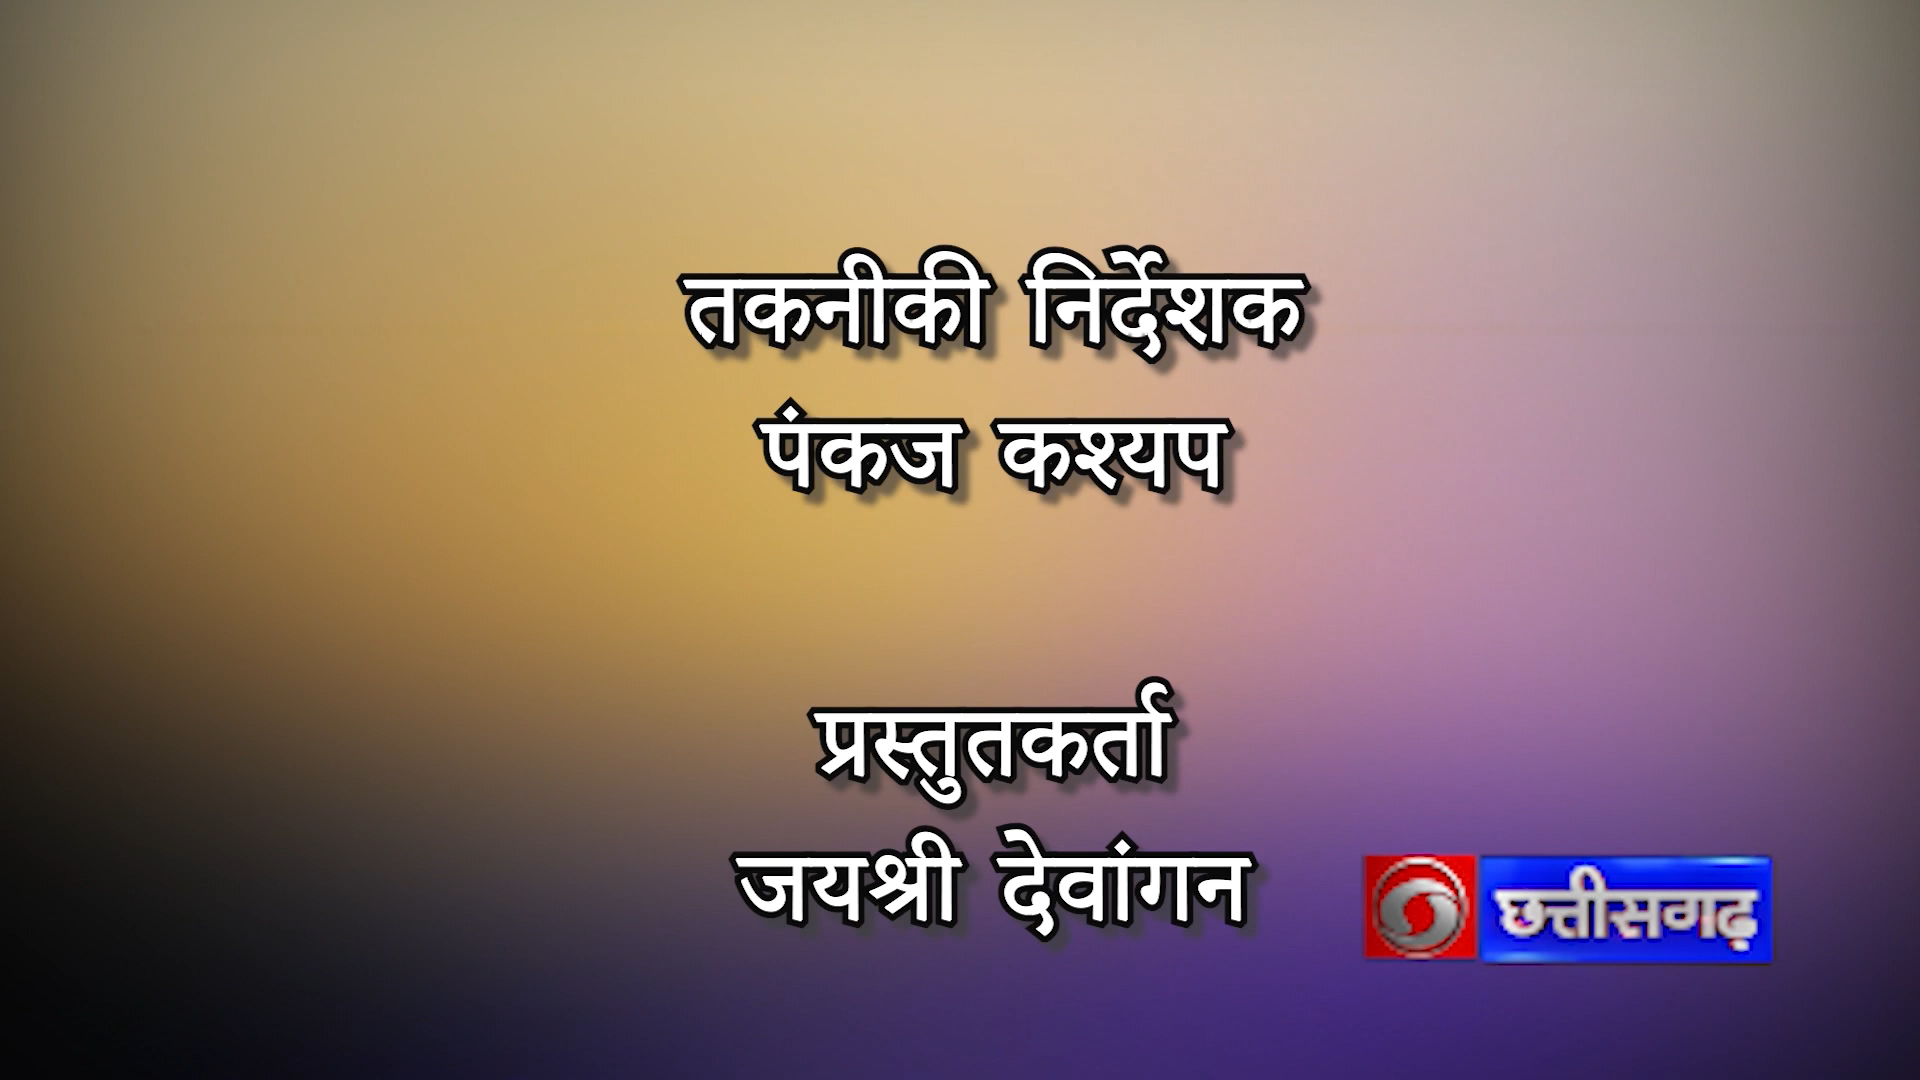 तकनीकी निर्देशक
पंकज कश्यप
प्रस्तुतकर्ता
जयश्री देवांगन
छत्तीसगढ़